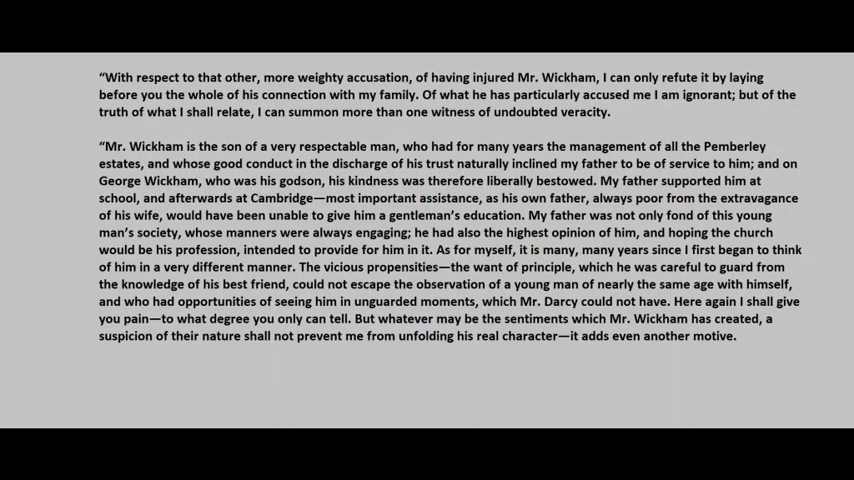 “With respect to that other, more weighty accusation, of having injured Mr. Wickham, I can only refute it by laying
before you the whole of his connection with my family. Of what he has particularly accused me I am ignorant; but of the
truth of what I shall relate, I can summon more than one witness of undoubted veracity.
“Mr. Wickham is the son of a very respectable man, who had for many years the management of all the Pemberley
estates, and whose good conduct in the discharge of his trust naturally inclined my father to be of service to him; and on
George Wickham, who was his godson, his kindness was therefore liberally bestowed. My father supported him at
school, and afterwards at Cambridge—most important assistance, as his own father, always poor from the extravagance
of his wife, would have been unable to give him a gentleman’s education. My father was not only fond of this young
man’s society, whose manners were always engaging; he had also the highest opinion of him, and hoping the church
would be his profession, intended to provide for him in it. As for myself, it is many, many years since I first began to think
of him in a very different manner. The vicious propensities—the want of principle, which he was careful to guard from
the knowledge of his best friend, could not escape the observation of a young man of nearly the same age with himself,
and who had opportunities of seeing him in unguarded moments, which Mr. Darcy could not have. Here again I shall give
you pain—to what degree you only can tell. But whatever may be the sentiments which Mr. Wickham has created, a
suspicion of their nature shall not prevent me from unfolding his real character—it adds even another motive.